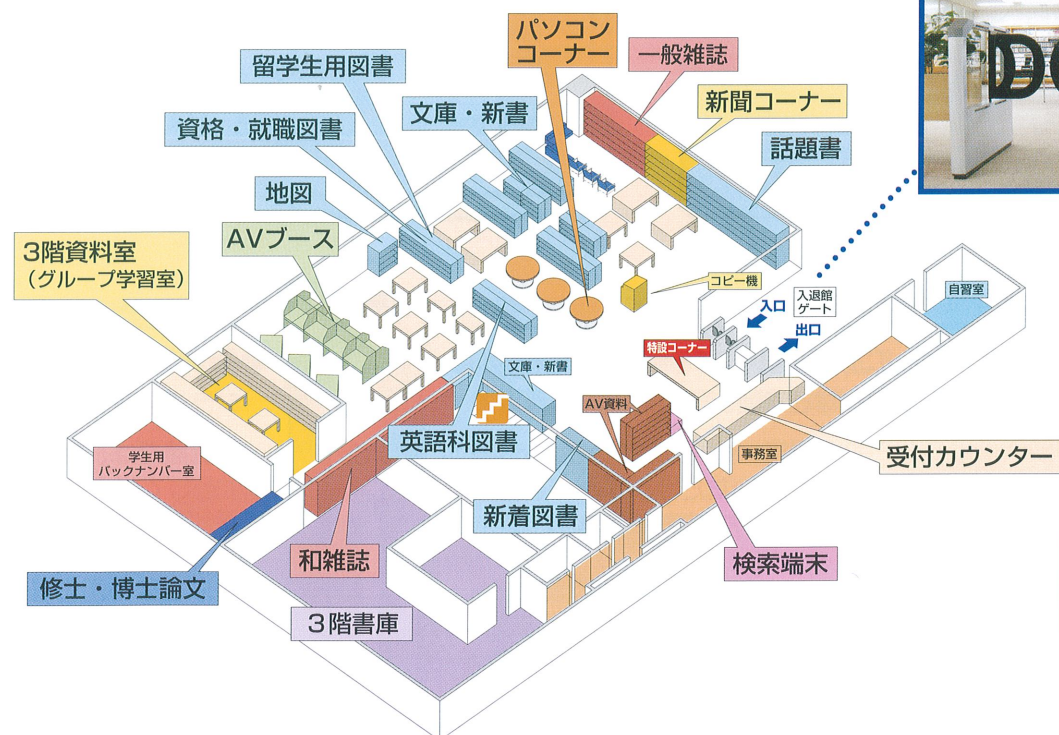 パソコン
コーナー
一般雑誌
留学生用図書
新聞コーナー
文庫・新書
資格・就職図書
話題書
地図
AVブース
3階資料室
（グループ学習室）
コピー機
自習室
入口
入退館
ゲート
出口
特設コーナー
文庫・新書
AV資料
英語科図書
事務室
受付カウンター
学生用
バックナンバー室
新着図書
和雑誌
検索端末
修士・博士論文
3階書庫